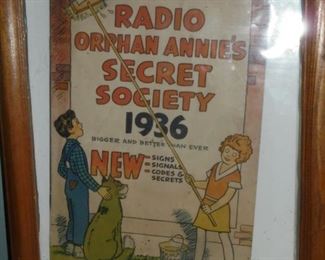 RADIO
ORPHAN ANNIE'S
SECRET
SOCIETY
1936
BIGGER AND BETTER THAN EVER
NEW - SIGNS
- SIGNALS
- CODES &
SECRETS